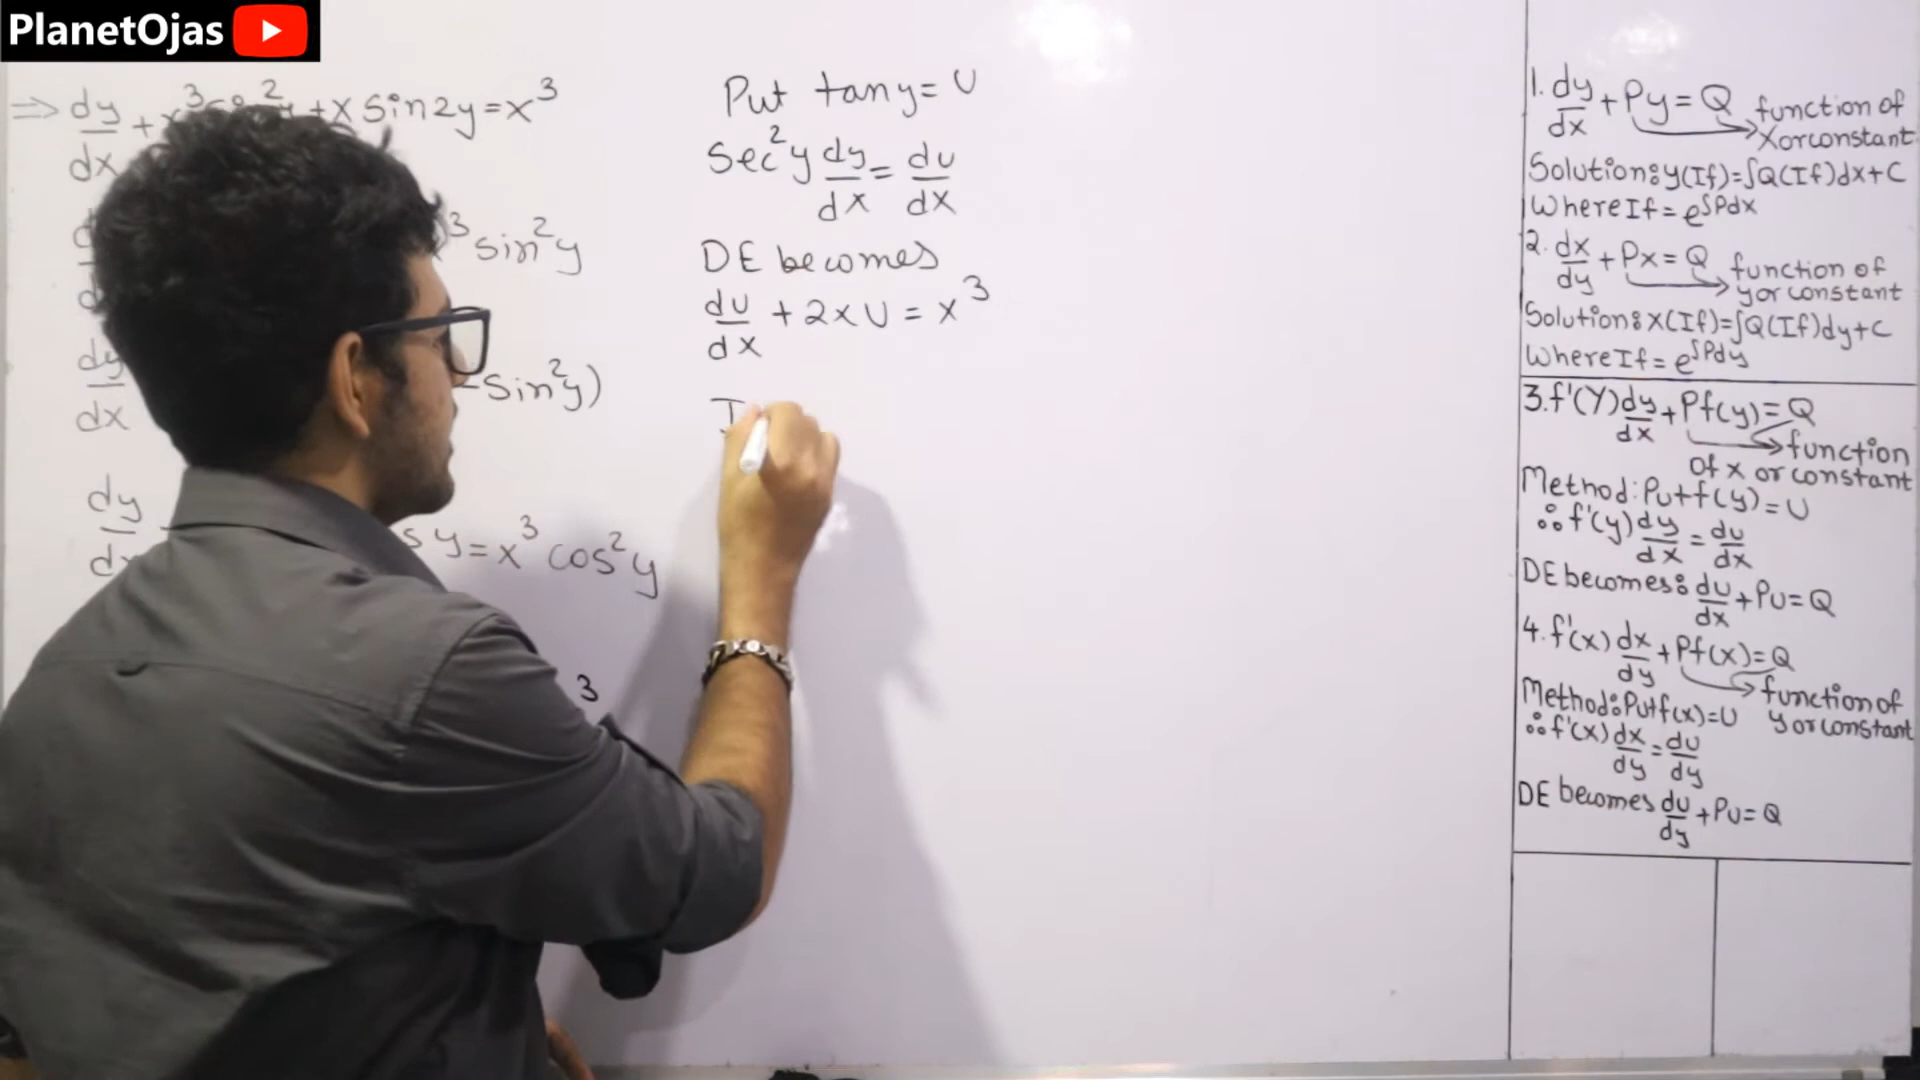 PlanetOjas
⇒ dy/dx + x³ + x sin2y = x³
³ sin²y
dy/dx - sin²y)
dy y = x³ cos²y
3
Put tan y = U
Sec²y dy/dx = du/dx
DE becomes
dU/dx + 2xU = x³
I
1. dy/dx + Py = Q function of
X or constant
Solution: y(If) = ∫Q(If)dx + C
Where If = e^∫Pdx
2. dx/dy + Px = Q function of
y or constant
Solution: X(If) = ∫Q(If)dy + C
Where If = e^∫Pdy
3. f'(Y) dy/dx + Pf(y) = Q
function
of x or constant
Method: Put f(y) = U
∴ f'(y) dy/dx = du/dx
DE becomes: du/dx + PU = Q
4. f'(x) dx/dy + Pf(x) = Q
function of
Method: Put f(x) = U y or constant
∴ f'(x) dx/dy = du/dy
DE becomes du/dy + PU = Q